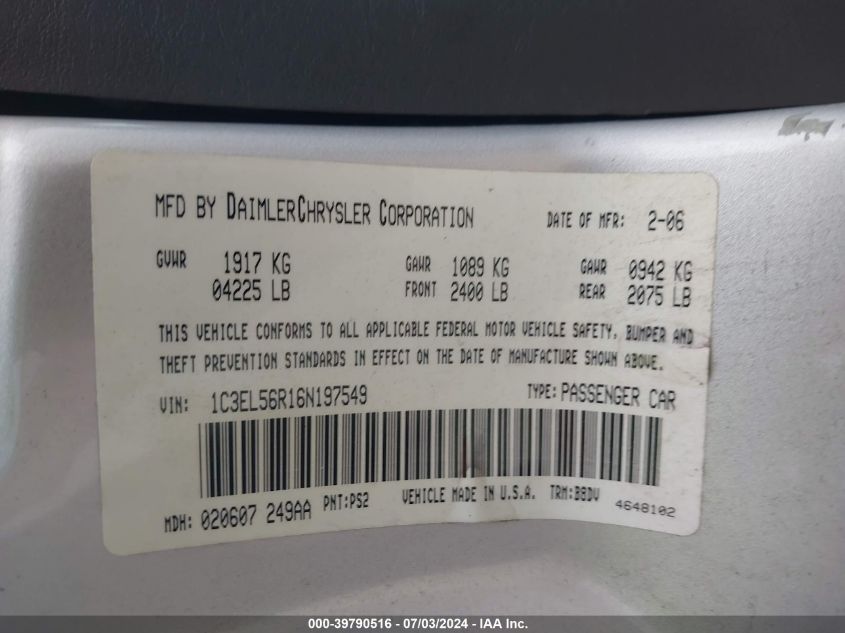 MFD BY DAIMLERCHRYSLER CORPORATION DATE OF MFR: 2-06
GVWR 1917 KG GAWR 1089 KG GAWR 0942 KG
04225 LB FRONT 2400 LB REAR 2075 LB
THIS VEHICLE CONFORMS TO ALL APPLICABLE FEDERAL MOTOR VEHICLE SAFETY, BUMPER AND
THEFT PREVENTION STANDARDS IN EFFECT ON THE DATE OF MANUFACTURE SHOWN ABOVE.
VIN: 1C3EL56R16N197549 TYPE: PASSENGER CAR
MDH: 020607 249AA PNT:PS2 VEHICLE MADE IN U.S.A. TRM:B8DV 4648102
000-39790516 - 07/03/2024 - IAA Inc.